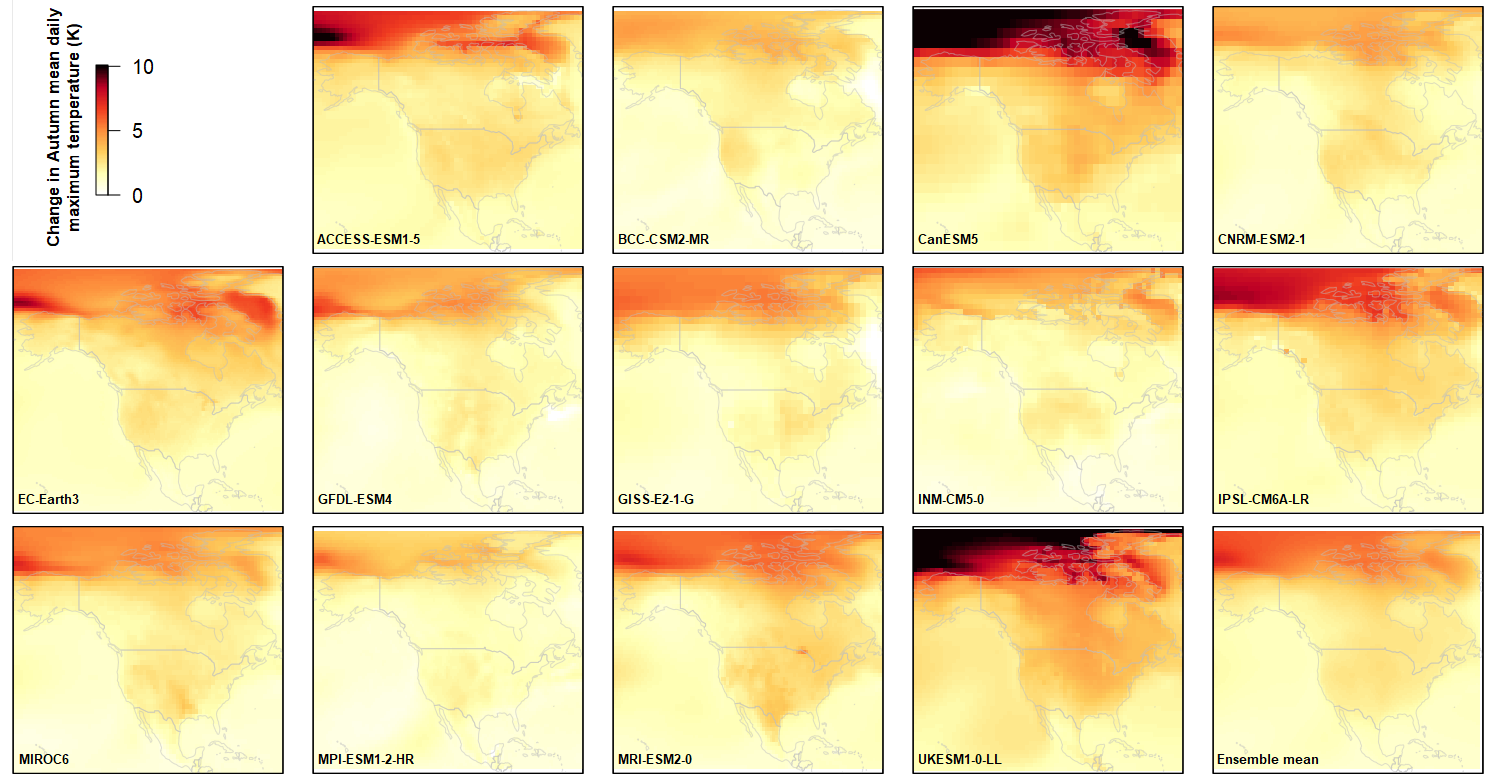 Change in Autumn mean daily
maximum temperature (K)
10
5
0
ACCESS-ESM1-5
BCC-CSM2-MR
CanESM5
CNRM-ESM2-1
EC-Earth3
GFDL-ESM4
GISS-E2-1-G
INM-CM5-0
IPSL-CM6A-LR
MIROC6
MPI-ESM1-2-HR
MRI-ESM2-0
UKESM1-0-LL
Ensemble mean